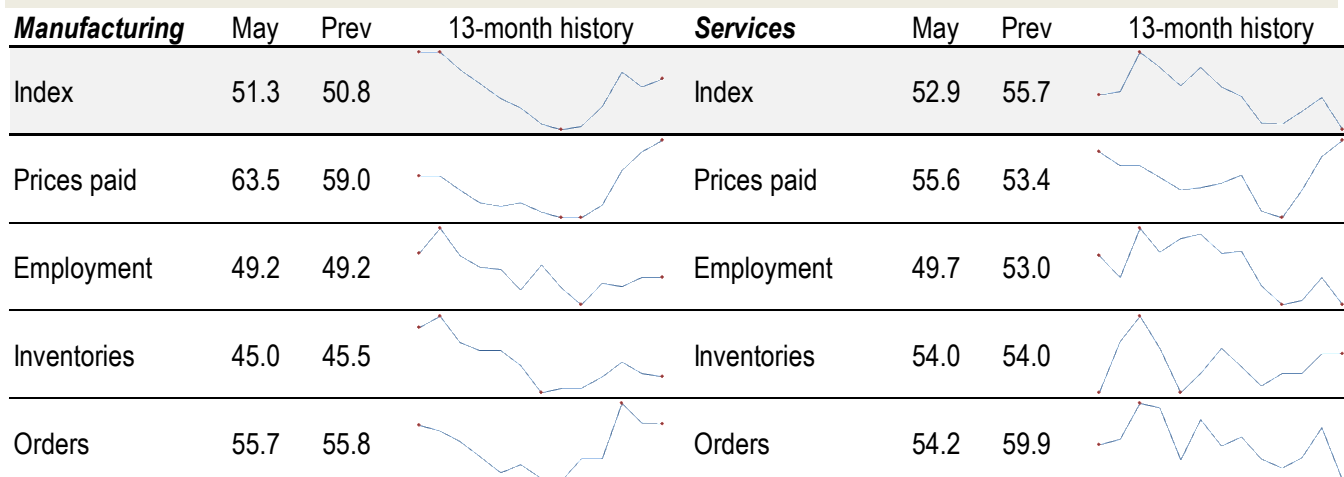 Manufacturing May Prev 13-month history Services May Prev 13-month history
Index 51.3 50.8 Index 52.9 55.7
Prices paid 63.5 59.0 Prices paid 55.6 53.4
Employment 49.2 49.2 Employment 49.7 53.0
Inventories 45.0 45.5 Inventories 54.0 54.0
Orders 55.7 55.8 Orders 54.2 59.9